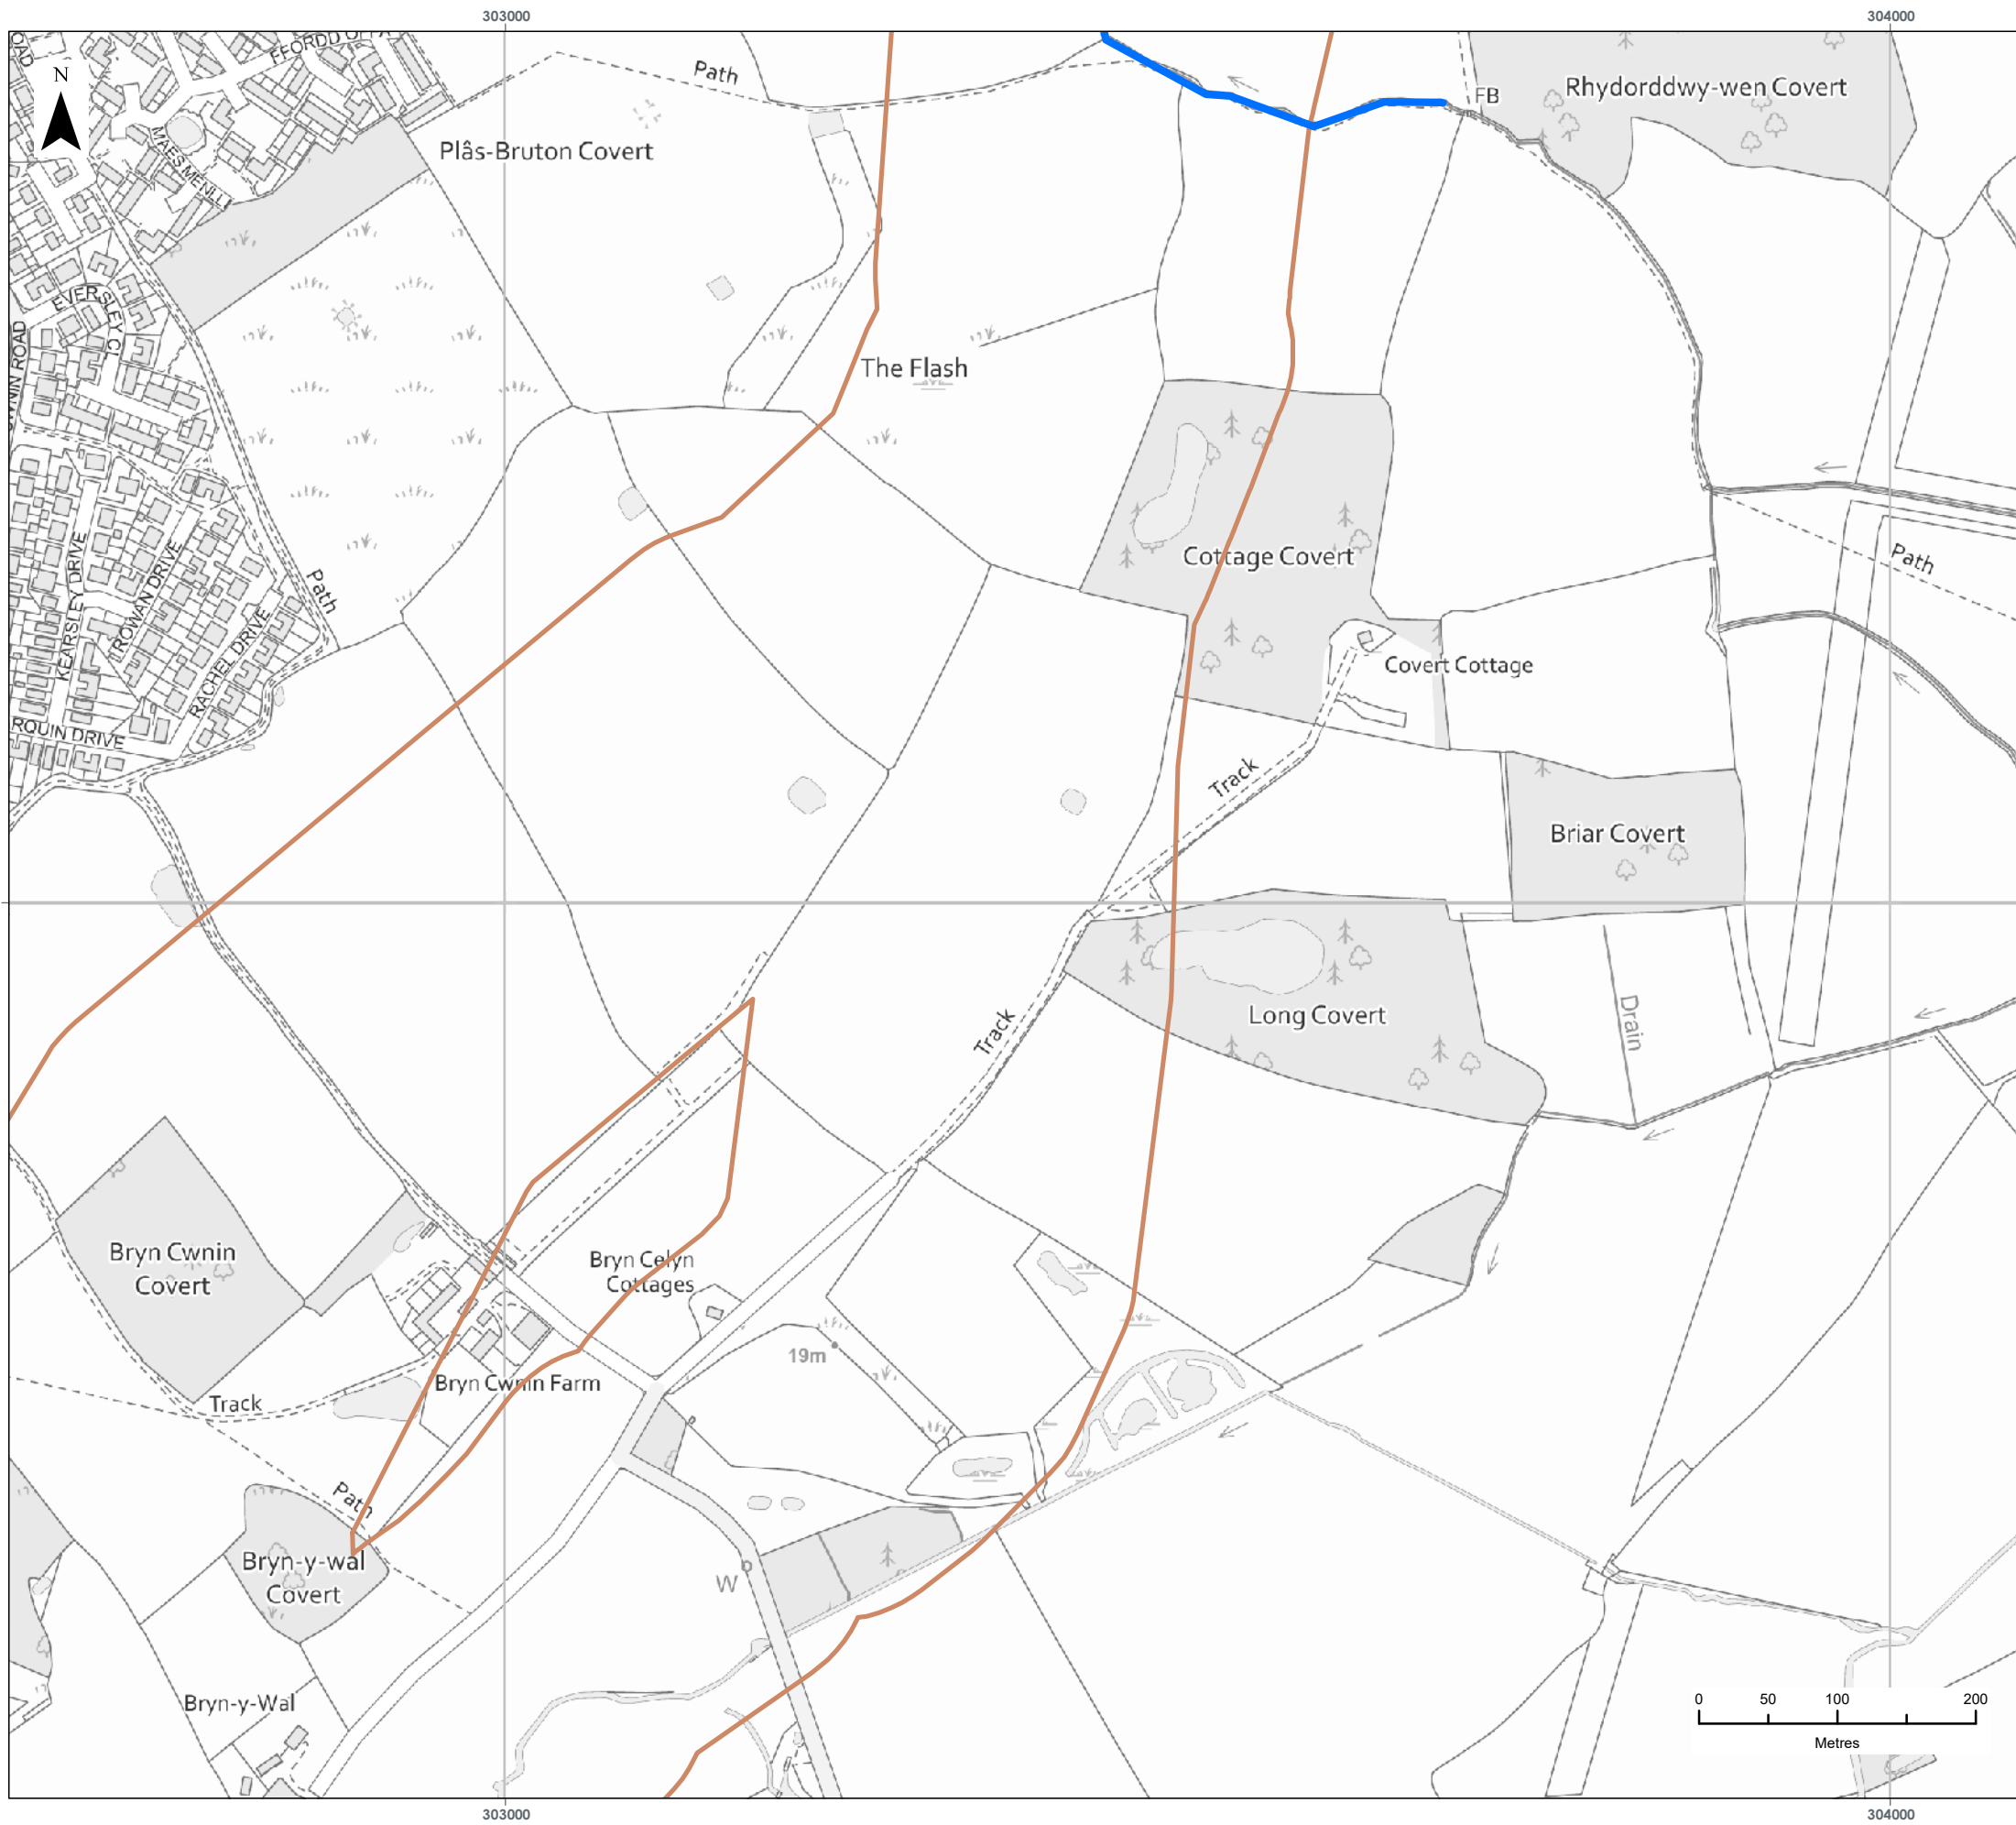 303000
304000
FFORDD OFFA
N
Path
Rhydorddwy-wen Covert
FB
MAES MENLLI
Plâs-Bruton Covert
EVERSLEY CL
The Flash
Cottage Covert
Path
Path
KEARSLEY DRIVE
ROWAN DRIVE
RACHEL DRIVE
Covert Cottage
RQUIN DRIVE
Track
Briar Covert
Long Covert
Drain
Track
Bryn Cwnin
Covert
Bryn Celyn
Cottages
19m
Bryn Cwnin Farm
Track
Path
Bryn-y-wal
Covert
W
Bryn-y-Wal
0 50 100 200
Metres
303000
304000